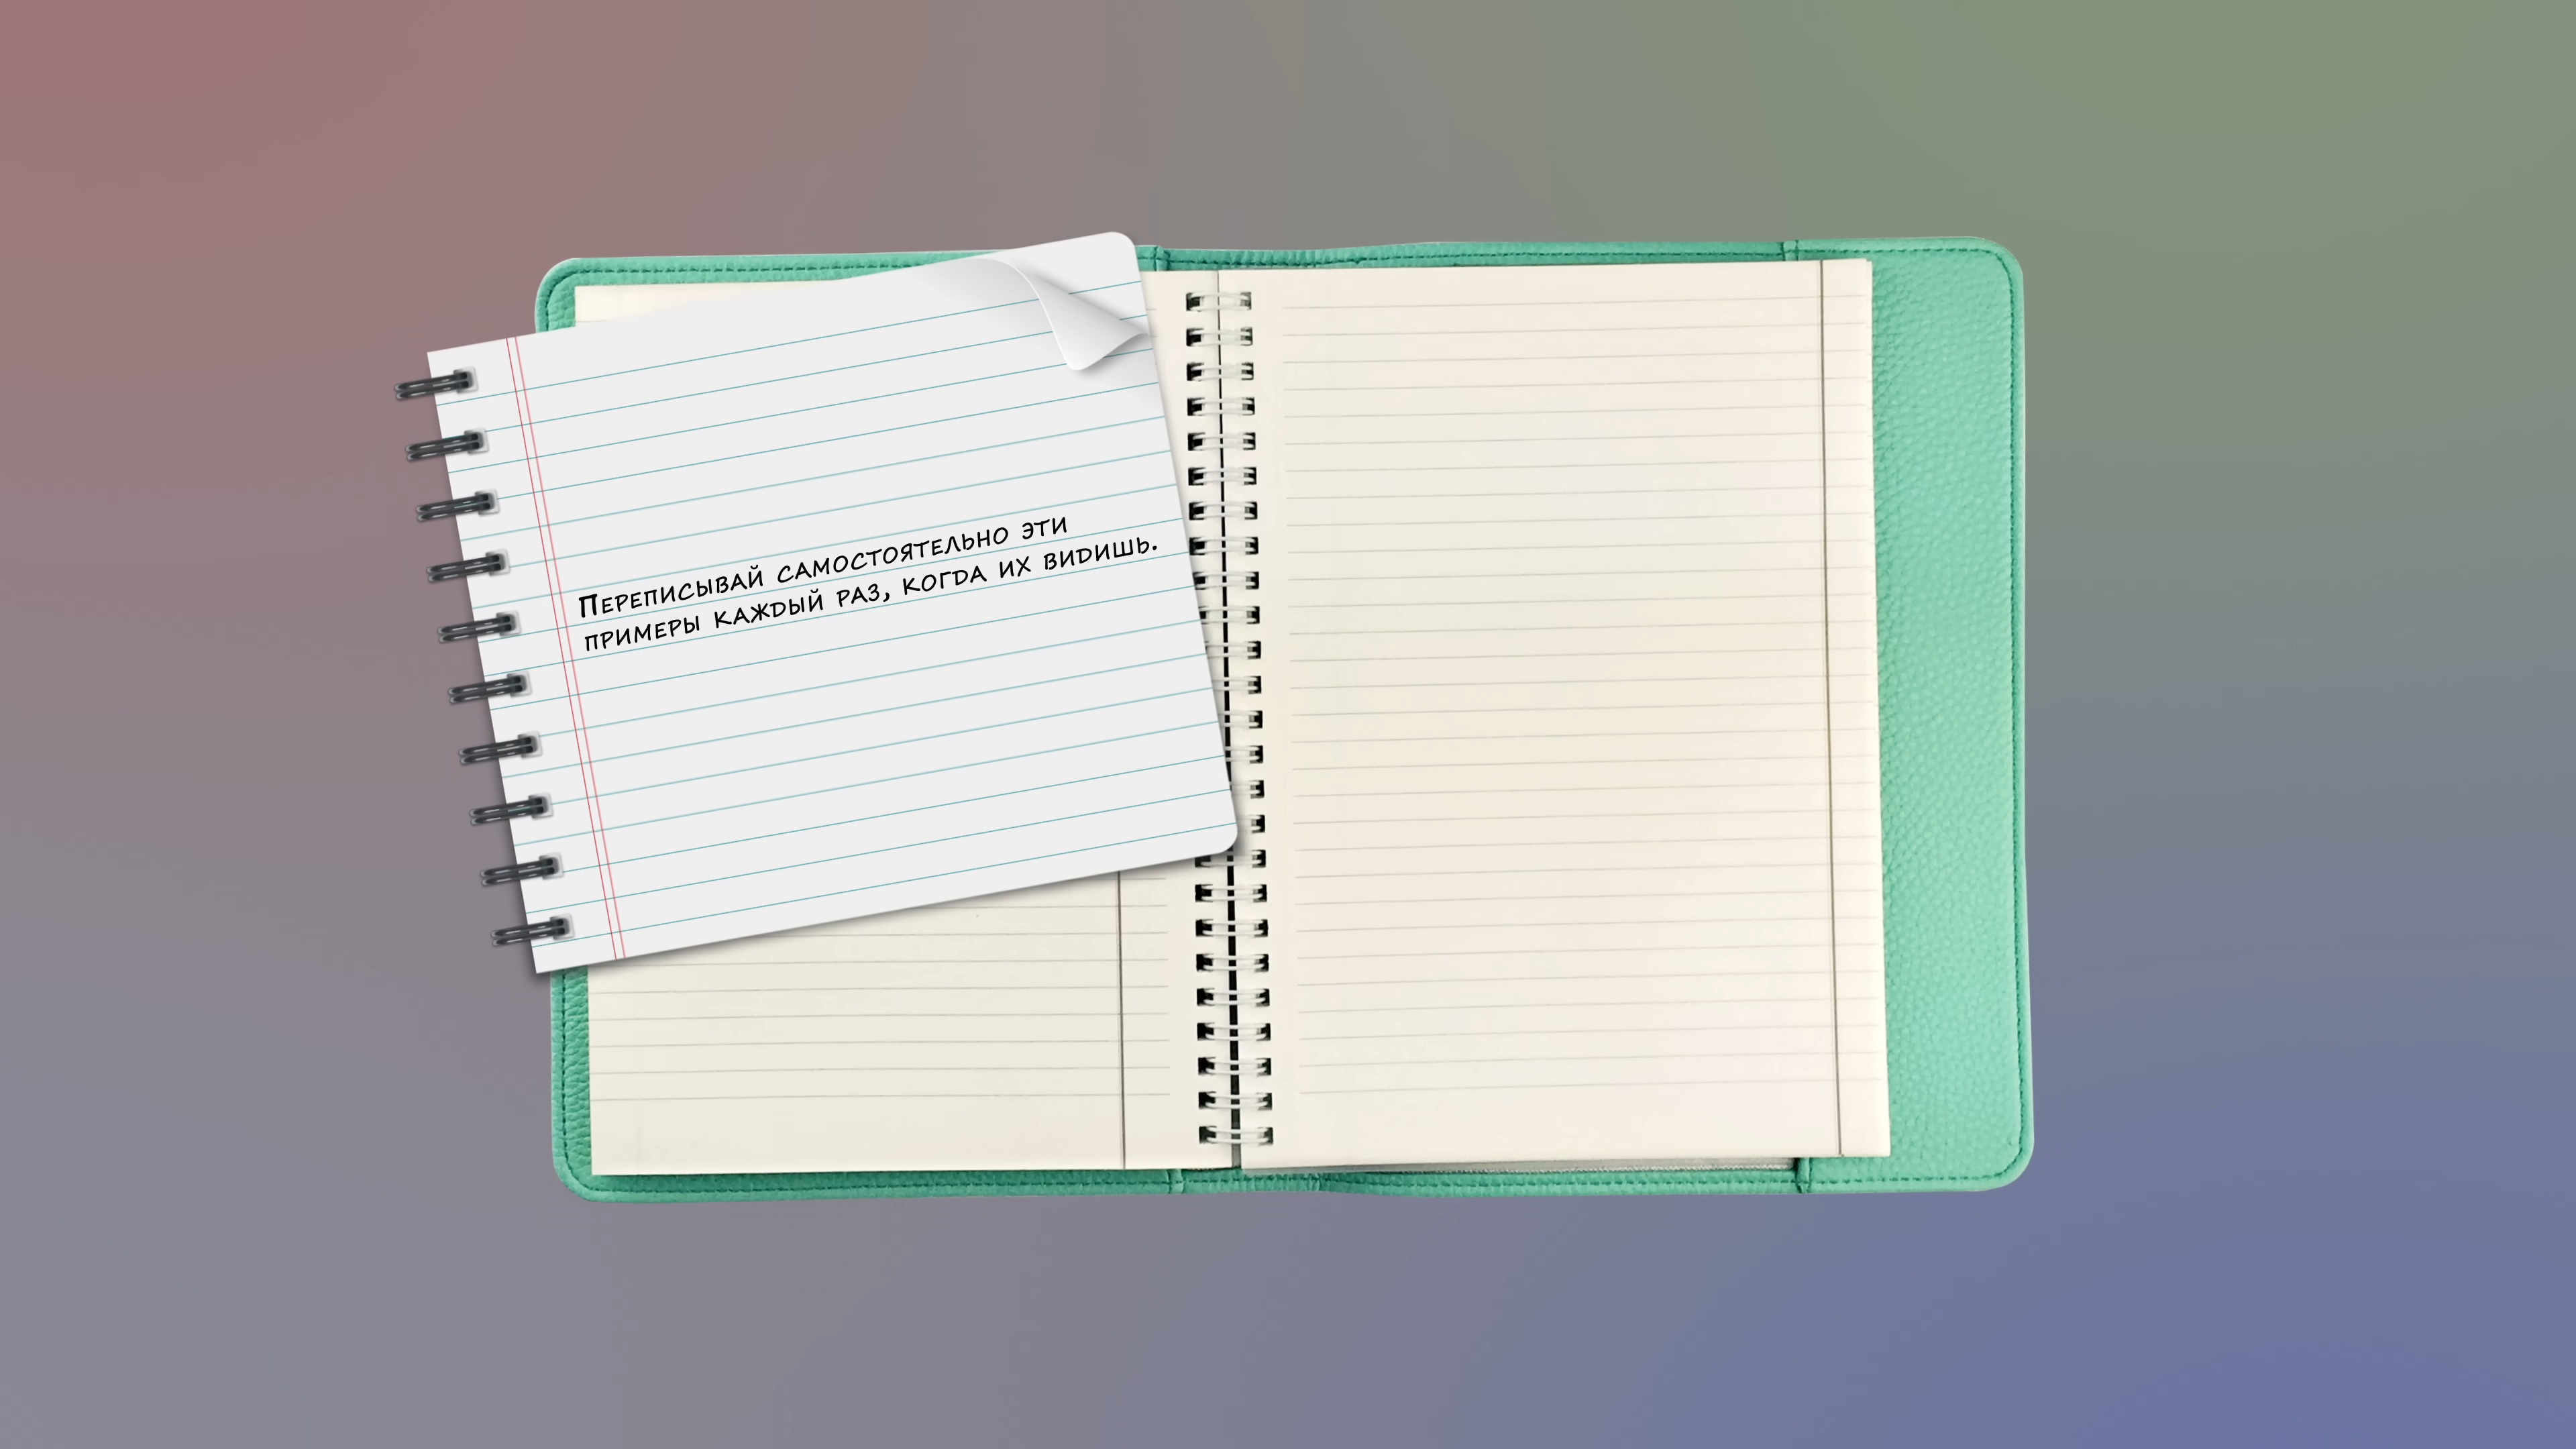 Переписывай самостоятельно эти
примеры каждый раз, когда их видишь.